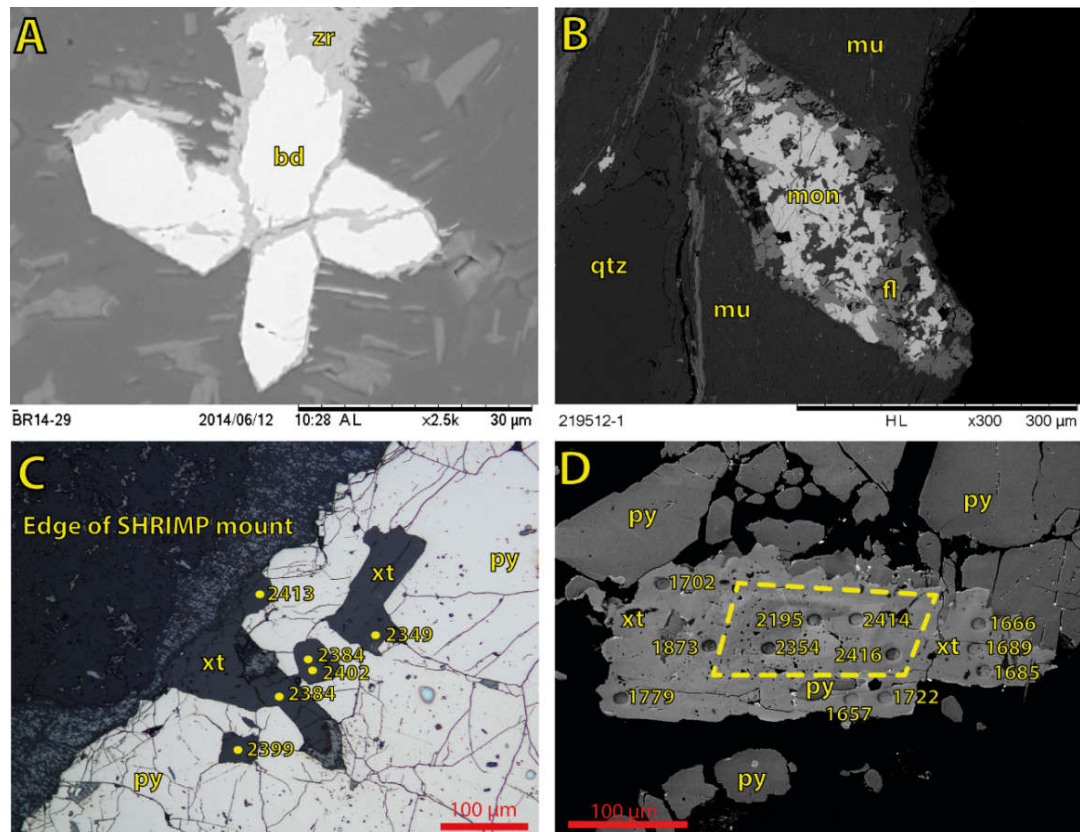 A
zr
bd
BR14-29 2014/06/12 10:28 AL x2.5k 30 µm
B
mu
mon
qtz
fl
mu
219512-1 HL x300 300 µm
C
Edge of SHRIMP mount
py
xt
2413
2349
xt
2384
2402
2384
2399
py
100 µm
D
py
py
1702
xt
2195
2414
xt
1666
1873
2354
2416
1689
1685
1779
py
1722
1657
py
100 µm